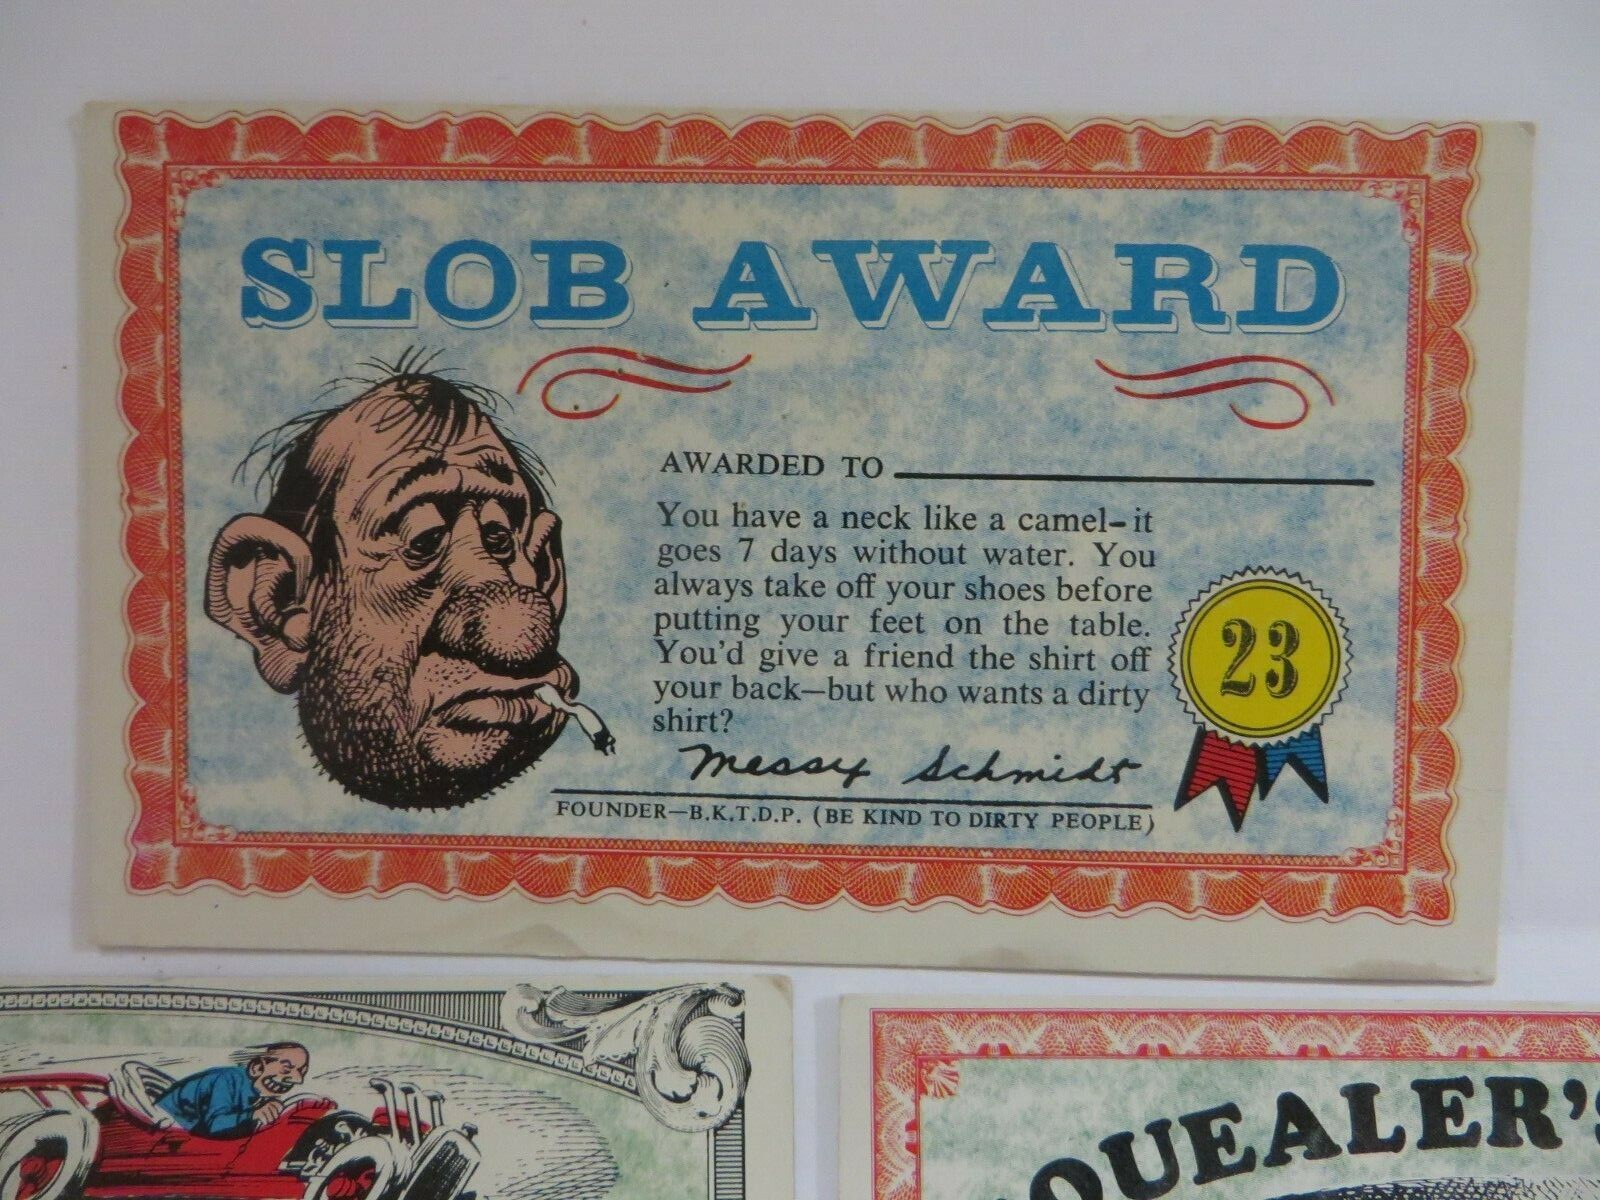 SLOB AWARD
AWARDED TO
You have a neck like a camel–it
goes 7 days without water. You
always take off your shoes before
putting your feet on the table.
You'd give a friend the shirt off
your back—but who wants a dirty
shirt?
23
Messy Schmidt
FOUNDER—B.K.T.D.P. (BE KIND TO DIRTY PEOPLE)
QUEALER'S